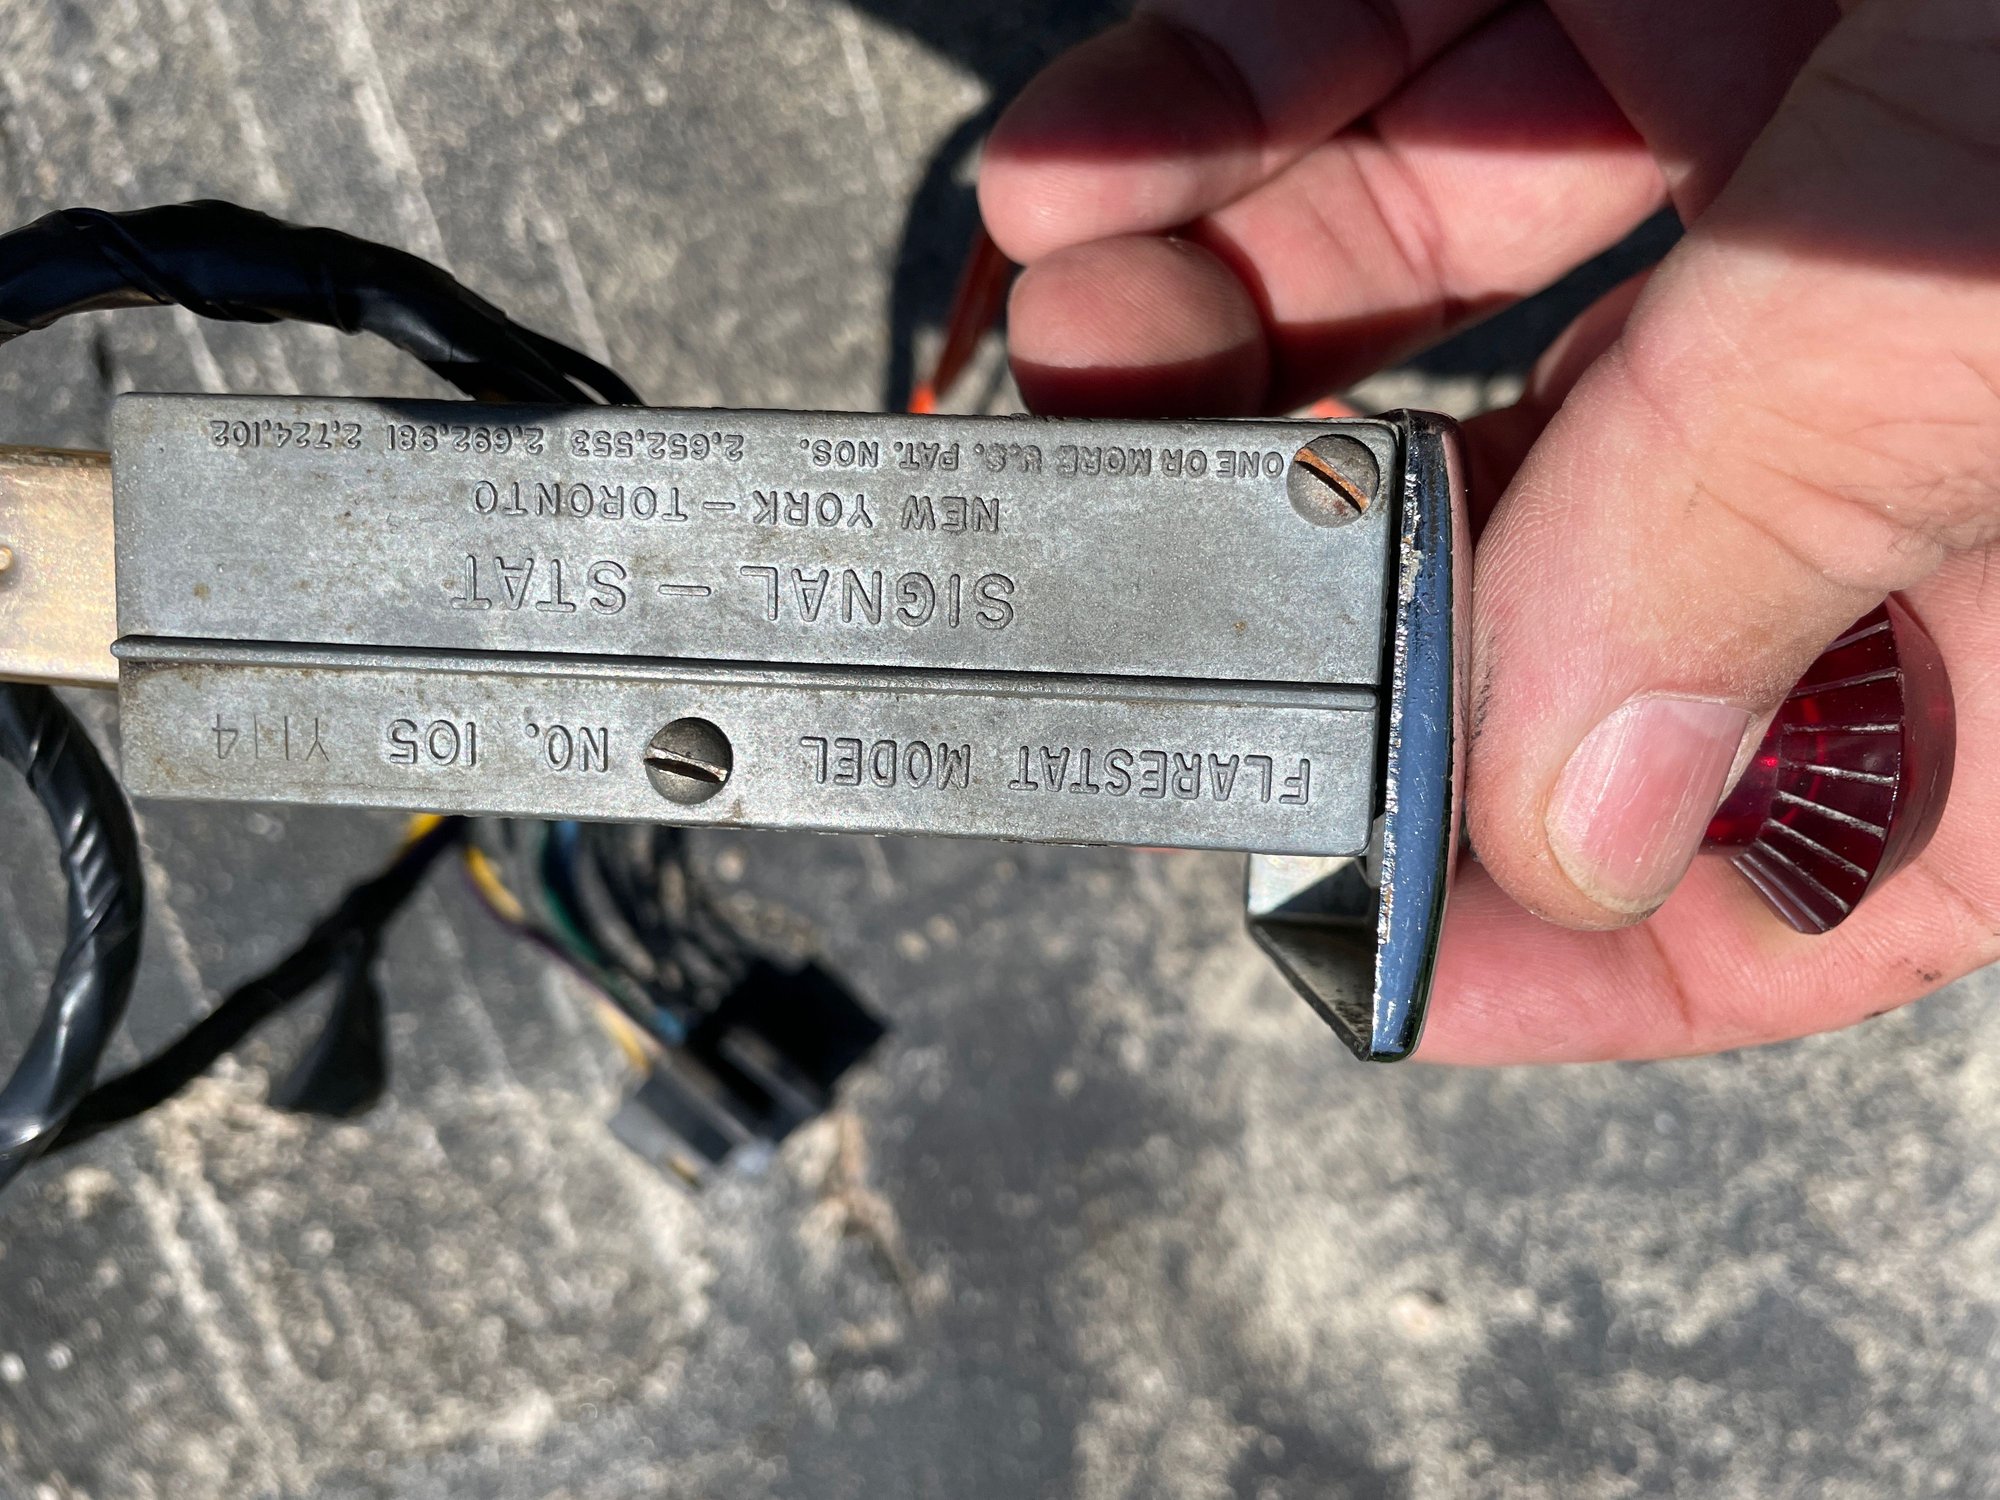 FLARESTAT MODEL NO. 105 Y114
SIGNAL – STAT
NEW YORK – TORONTO
ONE OR MORE U.S. PAT. NOS. 2,652,553 2,692,981 2,724,102